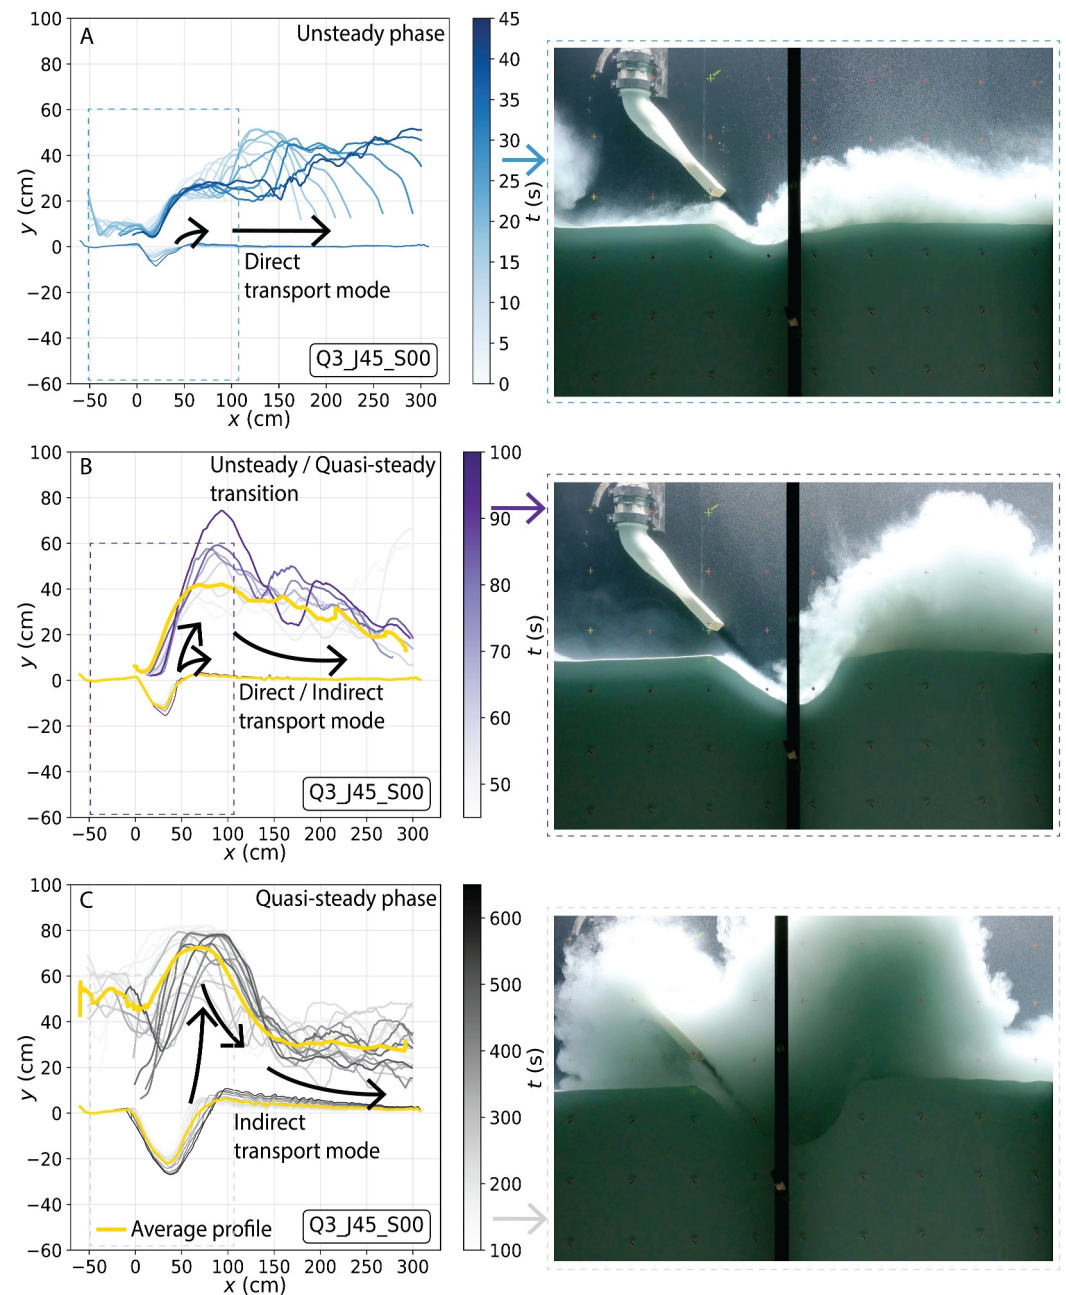 A
Unsteady phase
100
80
60
40
20
0
−20
−40
−60
y (cm)
Direct
transport mode
Q3_J45_S00
−50 0 50 100 150 200 250 300
x (cm)
45
40
35
30
25
20
15
10
5
0
t (s)
B
Unsteady / Quasi-steady
transition
100
80
60
40
20
0
−20
−40
−60
y (cm)
Direct / Indirect
transport mode
Q3_J45_S00
−50 0 50 100 150 200 250 300
x (cm)
100
90
80
70
60
50
t (s)
C
Quasi-steady phase
100
80
60
40
20
0
−20
−40
−60
y (cm)
Indirect
transport mode
Average profile
Q3_J45_S00
−50 0 50 100 150 200 250 300
x (cm)
600
500
400
300
200
100
t (s)